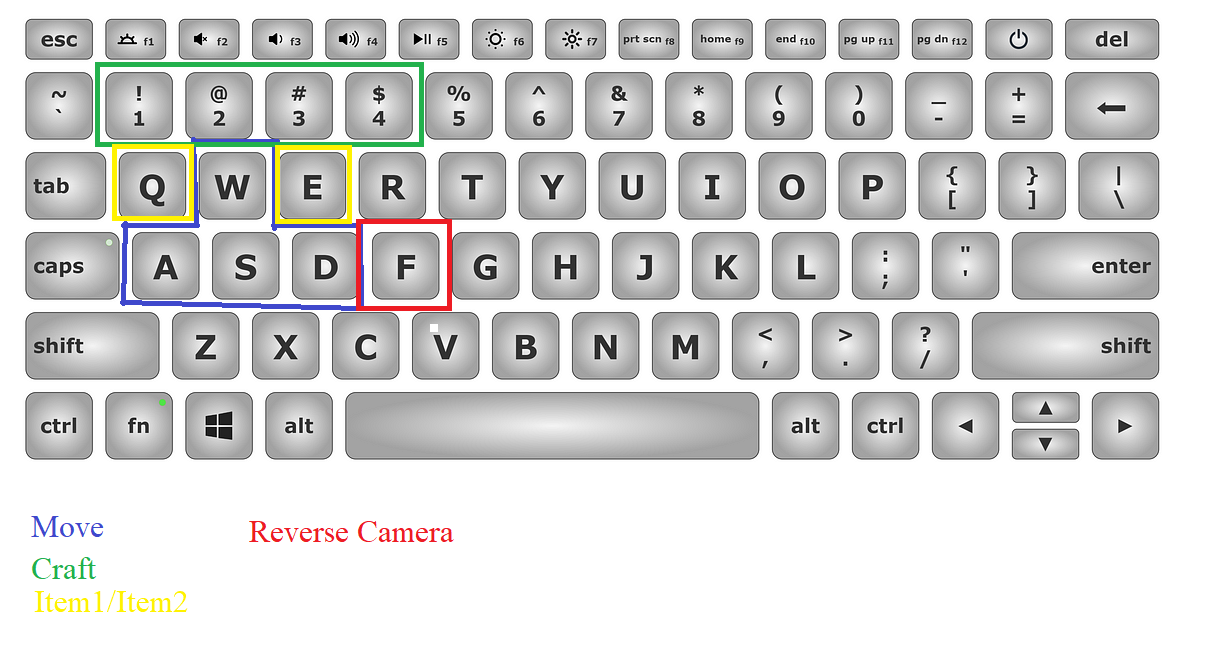 esc f1 f2 f3 f4 f5 f6 f7 prt scn f8 home f9 end f10 pg up f11 pg dn f12 del
~ ! @ # $ % ^ & * ( ) _ +
` 1 2 3 4 5 6 7 8 9 0 - =
tab Q W E R T Y U I O P { [ } ] | \
caps A S D F G H J K L : ; " ' enter
shift Z X C V B N M < , > . ? / shift
ctrl fn alt alt ctrl
Move
Reverse Camera
Craft
Item1/Item2